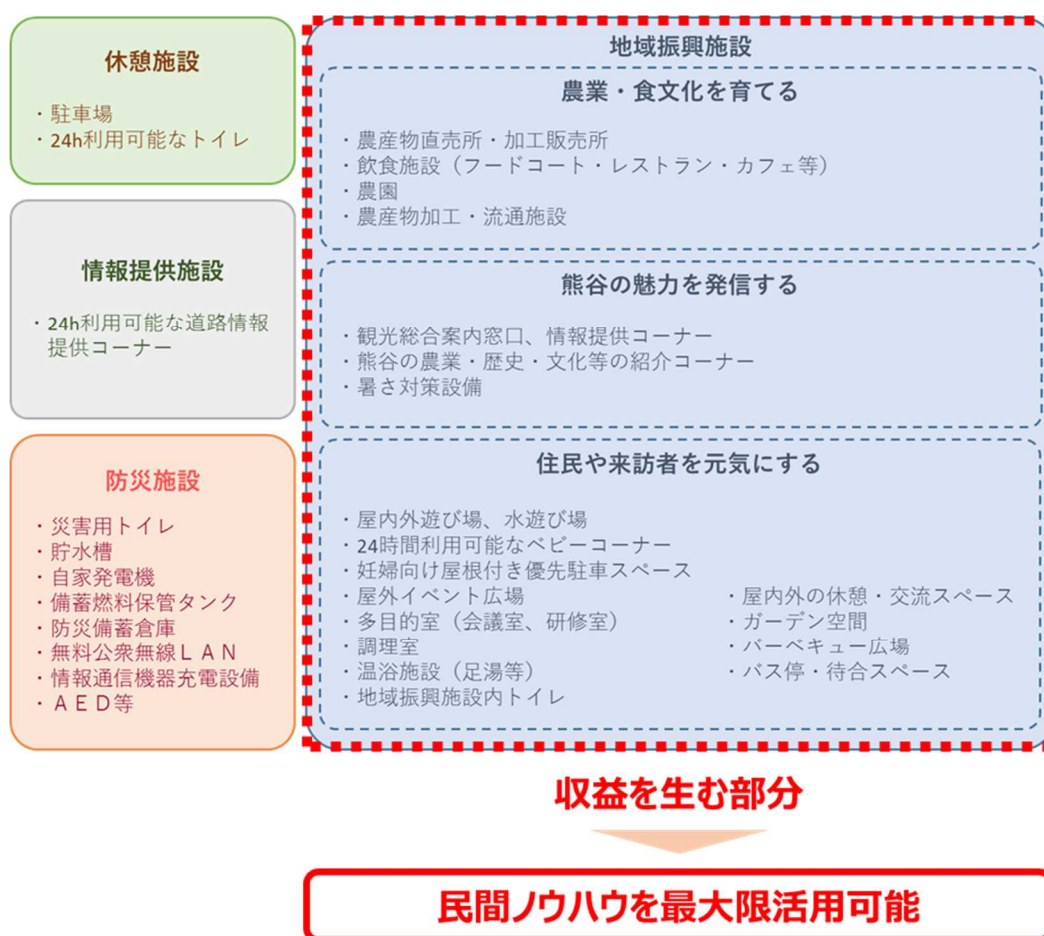 休憩施設
・駐車場
・24h利用可能なトイレ
情報提供施設
・24h利用可能な道路情報
提供コーナー
防災施設
・災害用トイレ
・貯水槽
・自家発電機
・備蓄燃料保管タンク
・防災備蓄倉庫
・無料公衆無線ＬＡＮ
・情報通信機器充電設備
・ＡＥＤ等
地域振興施設
農業・食文化を育てる
・農産物直売所・加工販売所
・飲食施設（フードコート・レストラン・カフェ等）
・農園
・農産物加工・流通施設
熊谷の魅力を発信する
・観光総合案内窓口、情報提供コーナー
・熊谷の農業・歴史・文化等の紹介コーナー
・暑さ対策設備
住民や来訪者を元気にする
・屋内外遊び場、水遊び場
・24時間利用可能なベビーコーナー
・妊婦向け屋根付き優先駐車スペース
・屋外イベント広場
・多目的室（会議室、研修室）
・調理室
・温浴施設（足湯等）
・地域振興施設内トイレ
・屋内外の休憩・交流スペース
・ガーデン空間
・バーベキュー広場
・バス停・待合スペース
収益を生む部分
民間ノウハウを最大限活用可能